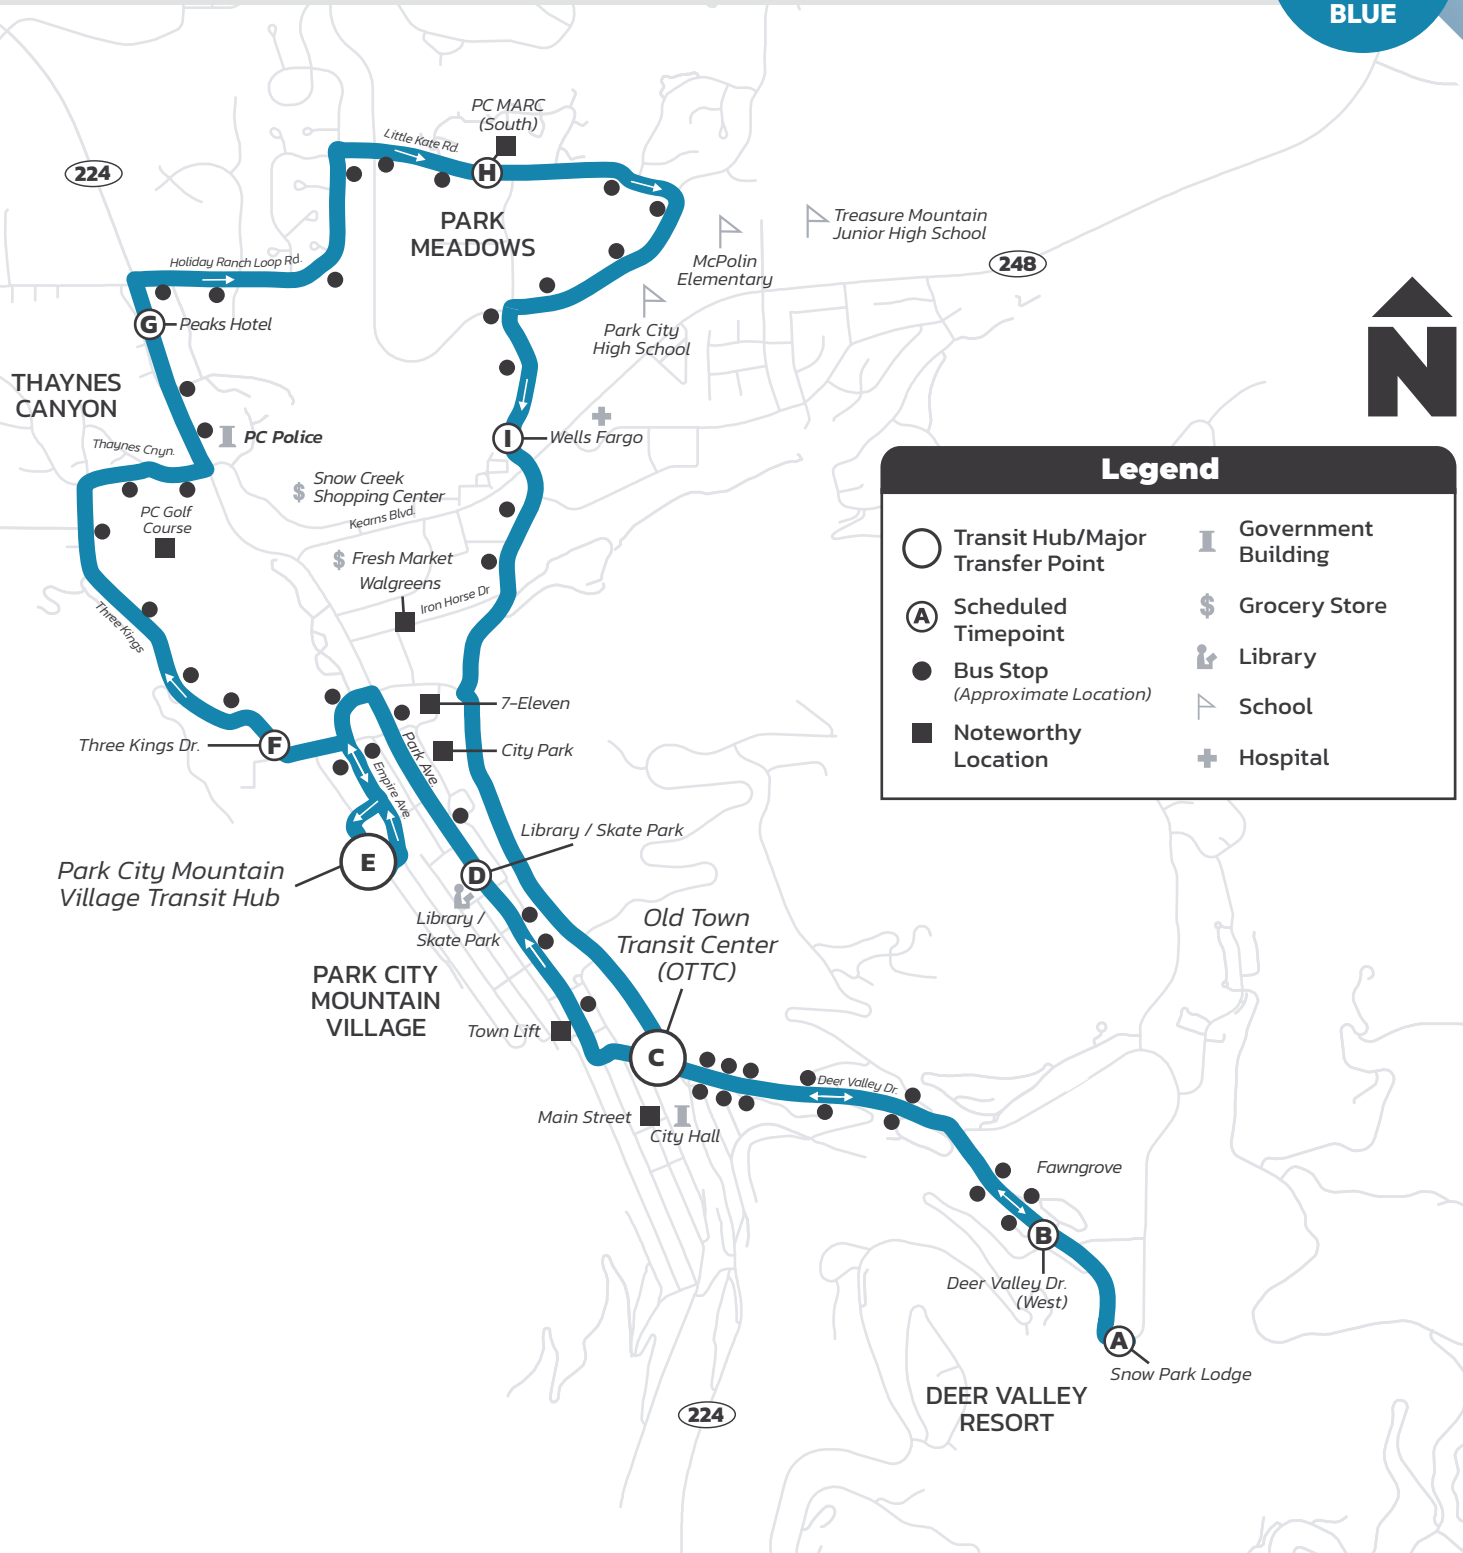 BLUE
PC MARC
(South)
Little Kate Rd.
224
H
PARK
MEADOWS
Treasure Mountain
Junior High School
McPolin
Elementary
248
Holiday Ranch Loop Rd.
G
Peaks Hotel
Park City
High School
N
THAYNES
CANYON
PC Police
Thaynes Cnyn.
I
Wells Fargo
$
Snow Creek
Shopping Center
Kearns Blvd.
PC Golf
Course
$
Fresh Market
Walgreens
Iron Horse Dr
Three Kings
Legend
Transit Hub/Major
Transfer Point
A
Scheduled
Timepoint
Bus Stop
(Approximate Location)
Noteworthy
Location
Government
Building
$
Grocery Store
Library
School
Hospital
7-Eleven
City Park
Three Kings Dr.
F
Park Ave.
Empire Ave.
Library / Skate Park
E
Park City Mountain
Village Transit Hub
D
Library /
Skate Park
Old Town
Transit Center
(OTTC)
PARK CITY
MOUNTAIN
VILLAGE
Town Lift
C
Deer Valley Dr.
Main Street
City Hall
Fawngrove
B
Deer Valley Dr.
(West)
A
Snow Park Lodge
DEER VALLEY
RESORT
224